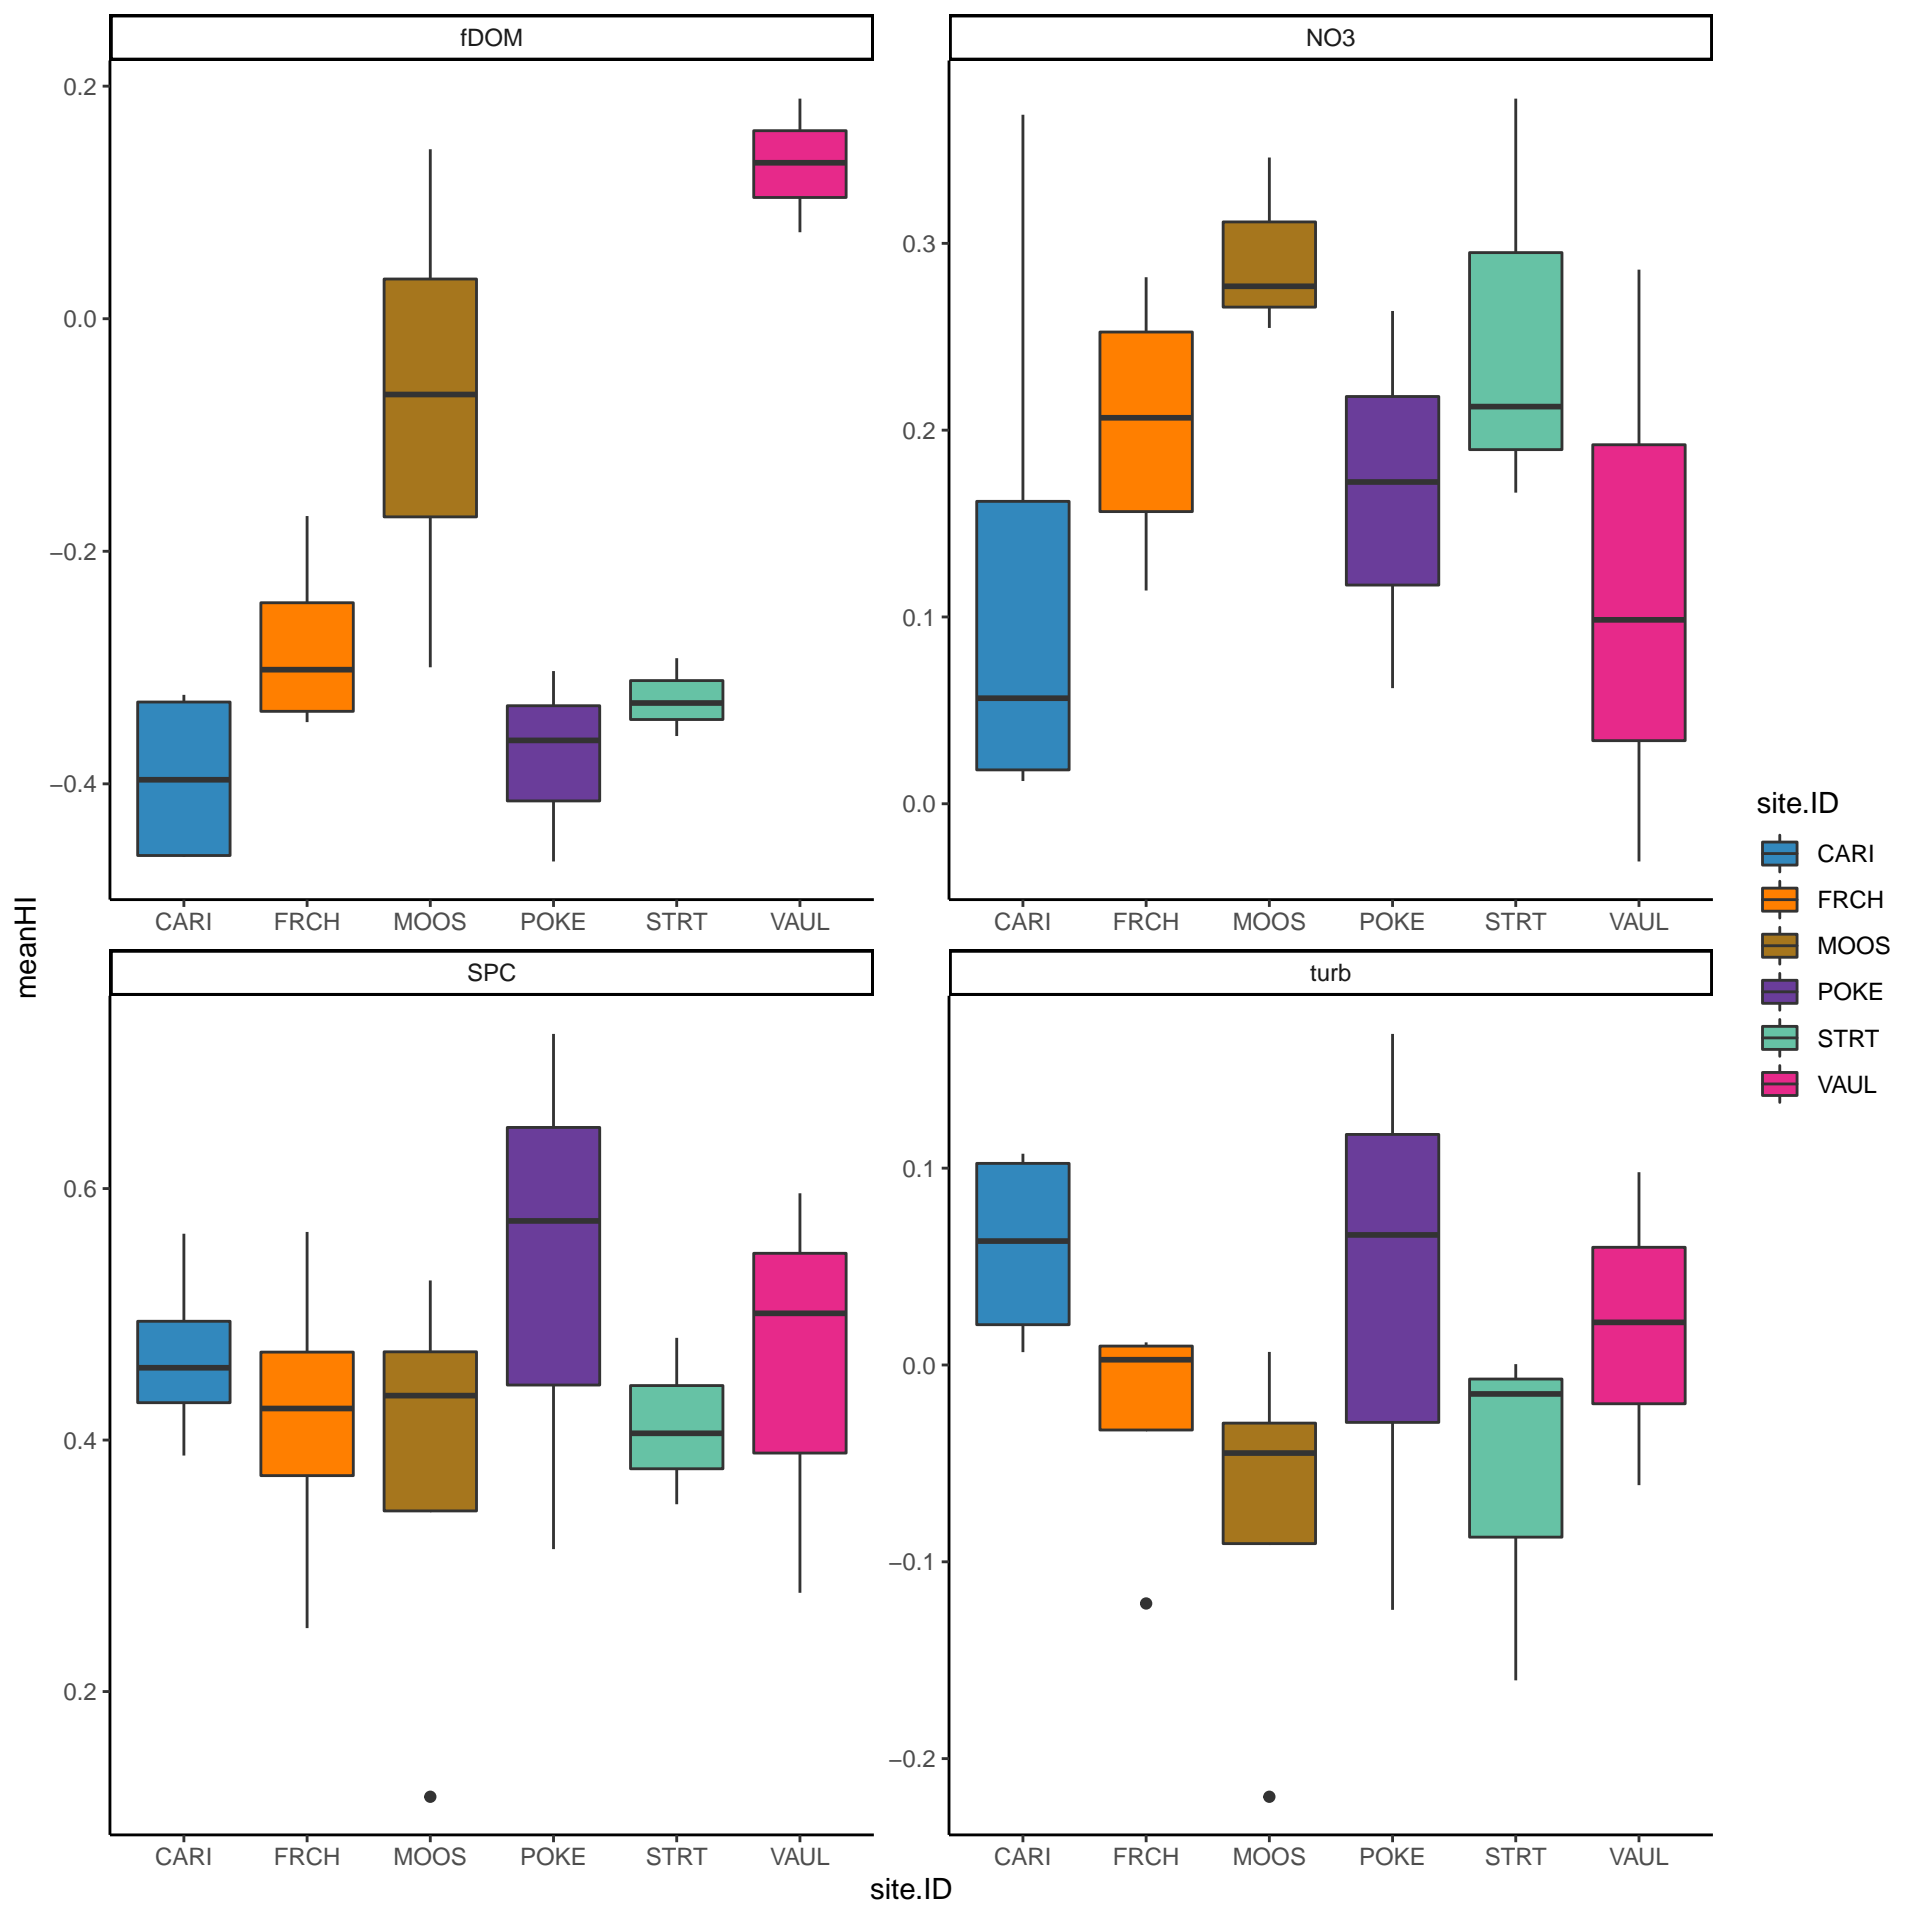 fDOM
NO3
0.2
0.0
−0.2
−0.4
0.3
0.2
0.1
0.0
CARI FRCH MOOS POKE STRT VAUL
CARI FRCH MOOS POKE STRT VAUL
meanHI
SPC
turb
0.6
0.4
0.2
0.1
0.0
−0.1
−0.2
CARI FRCH MOOS POKE STRT VAUL
CARI FRCH MOOS POKE STRT VAUL
site.ID
site.ID
CARI
FRCH
MOOS
POKE
STRT
VAUL